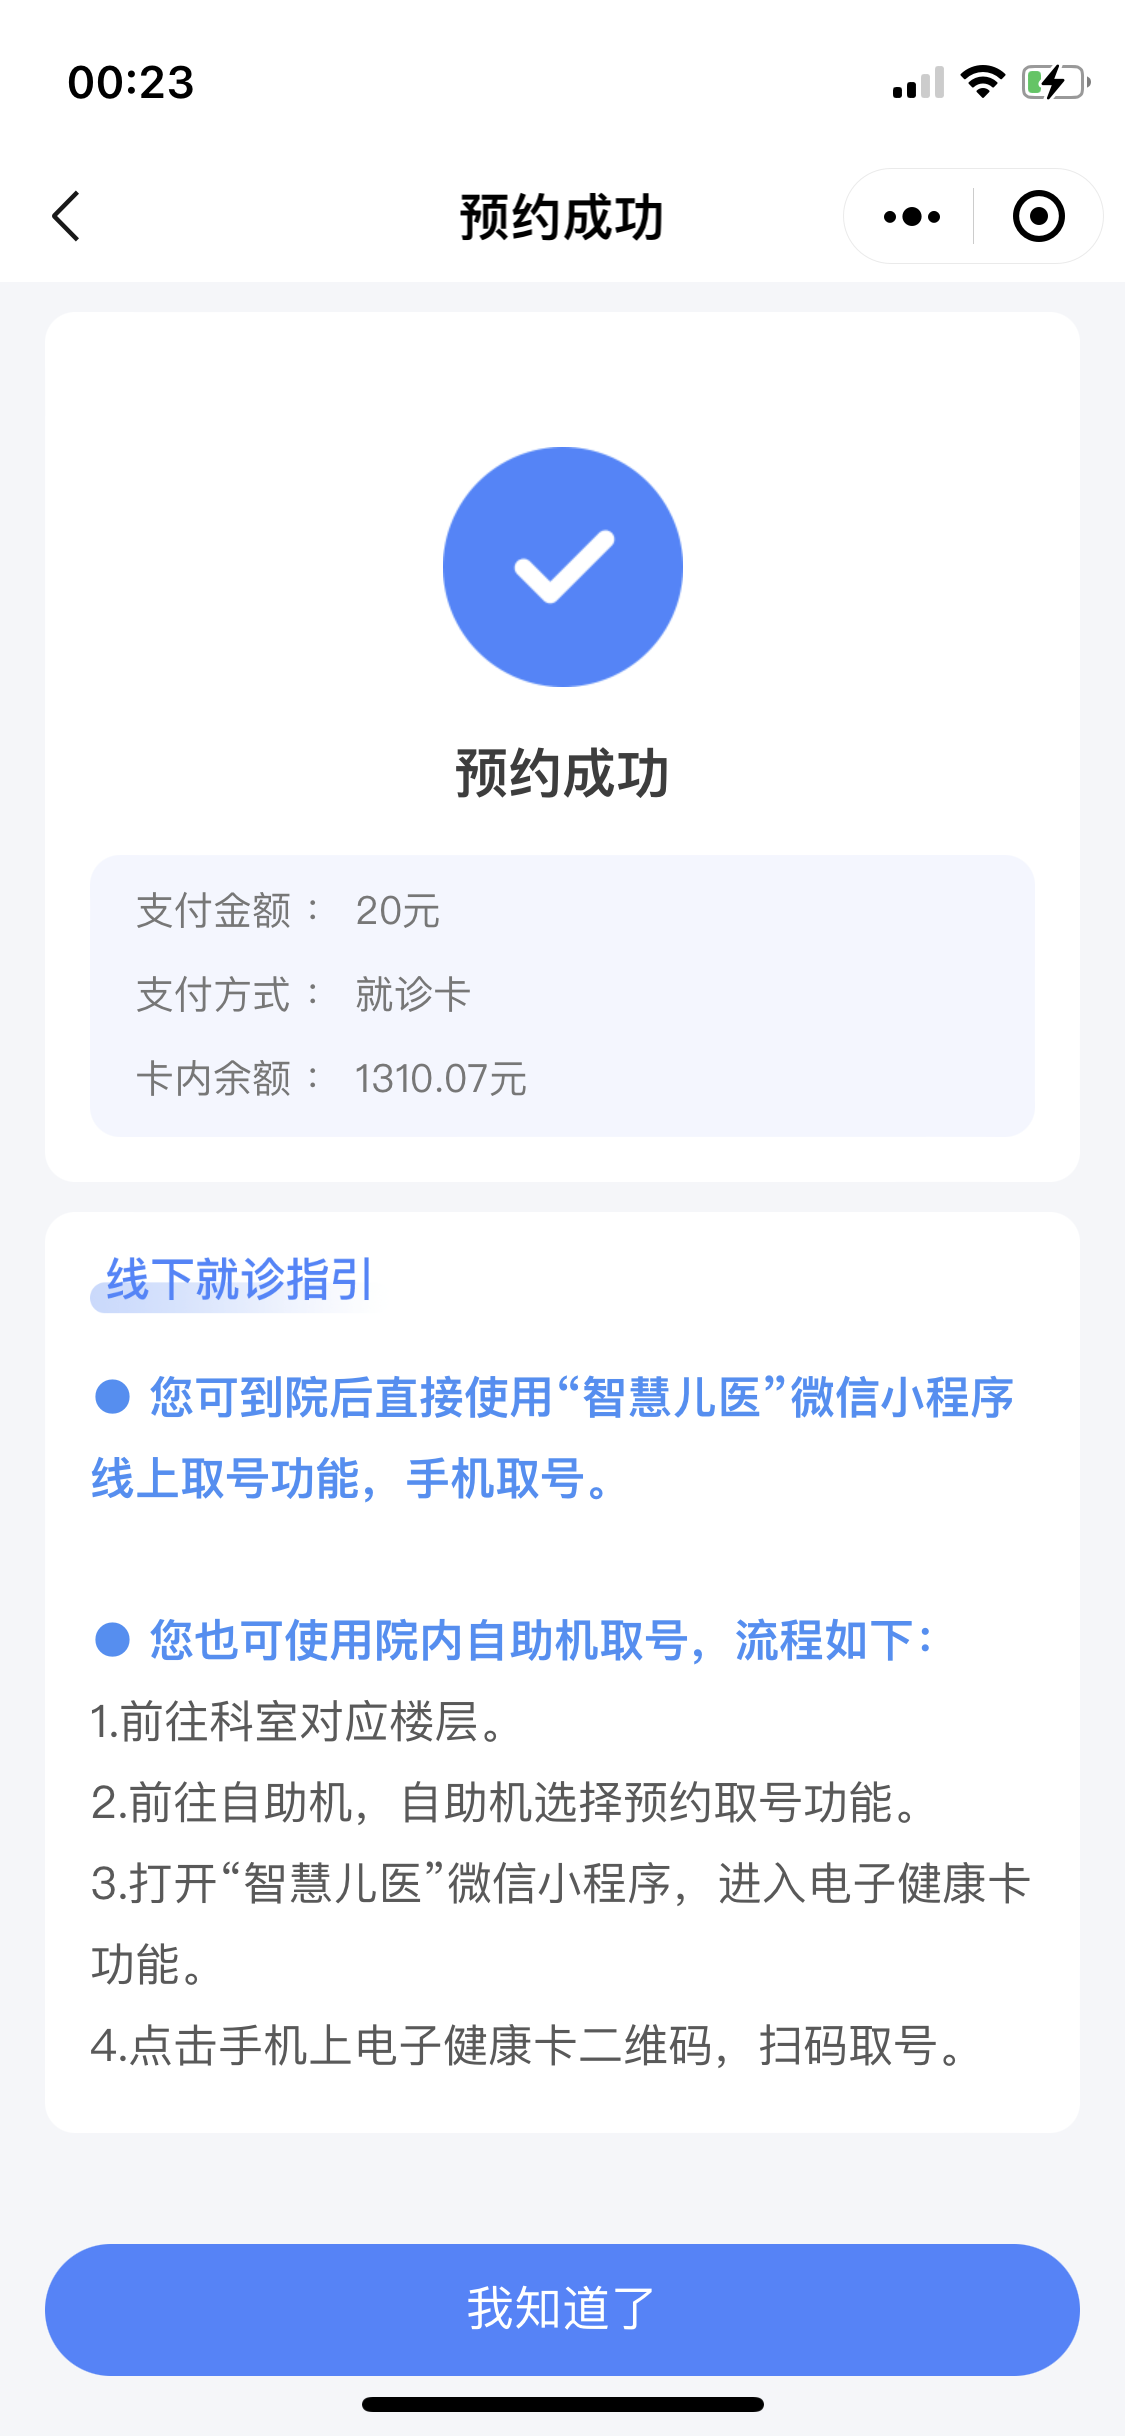 00:23
预约成功
预约成功
支付金额： 20元
支付方式： 就诊卡
卡内余额： 1310.07元
线下就诊指引
● 您可到院后直接使用“智慧儿医”微信小程序
线上取号功能，手机取号。
● 您也可使用院内自助机取号，流程如下：
1.前往科室对应楼层。
2.前往自助机，自助机选择预约取号功能。
3.打开“智慧儿医”微信小程序，进入电子健康卡
功能。
4.点击手机上电子健康卡二维码，扫码取号。
我知道了